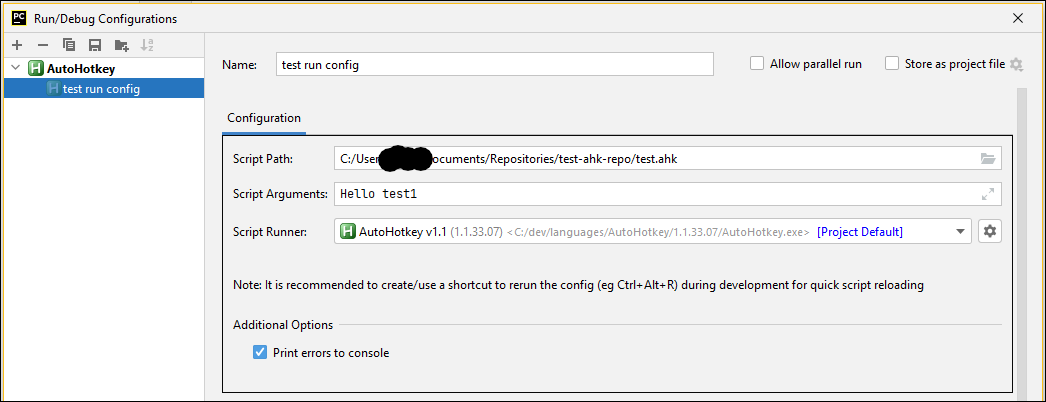 PC Run/Debug Configurations
AutoHotkey
test run config
Name: test run config
Allow parallel run
Store as project file
Configuration
Script Path: C:/User ocuments/Repositories/test-ahk-repo/test.ahk
Script Arguments: Hello test1
Script Runner: H AutoHotkey v1.1 (1.1.33.07) <C:/dev/languages/AutoHotkey/1.1.33.07/AutoHotkey.exe> [Project Default]
Note: It is recommended to create/use a shortcut to rerun the config (eg Ctrl+Alt+R) during development for quick script reloading
Additional Options
Print errors to console